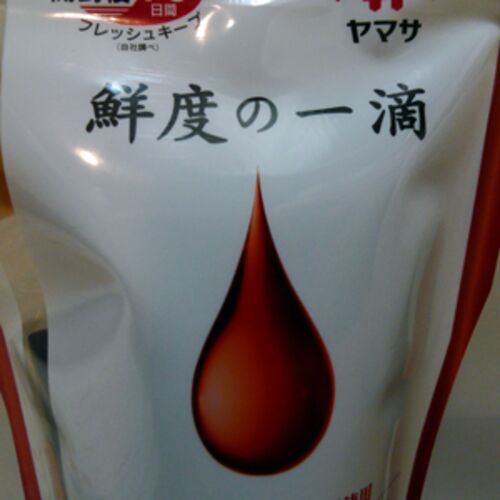 日間
フレッシュキープ
(自社調べ)
ヤマサ
鮮度の一滴